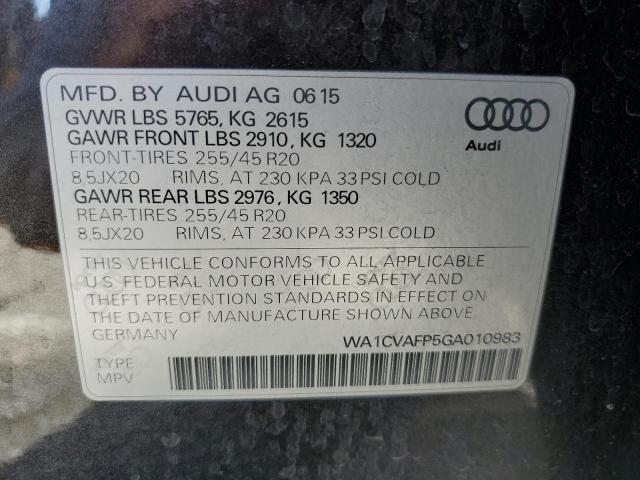 MFD. BY AUDI AG 06 15
GVWR LBS 5765, KG 2615
GAWR FRONT LBS 2910, KG 1320
FRONT-TIRES 255/45 R20
8,5JX20 RIMS, AT 230 KPA 33 PSI COLD
GAWR REAR LBS 2976, KG 1350
REAR-TIRES 255/45 R20
8,5JX20 RIMS, AT 230 KPA 33 PSI COLD
Audi
THIS VEHICLE CONFORMS TO ALL APPLICABLE
U.S. FEDERAL MOTOR VEHICLE SAFETY AND
THEFT PREVENTION STANDARDS IN EFFECT ON
THE DATE OF MANUFACTURE SHOWN ABOVE
GERMANY
WA1CVAFP5GA010983
TYPE
MPV